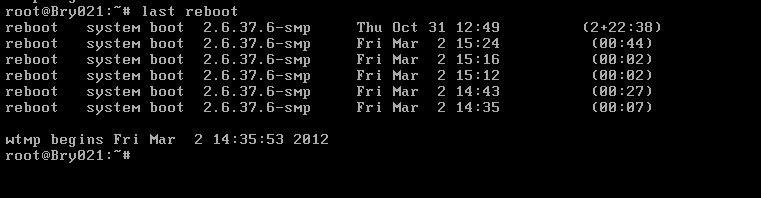 root@Bry021:~# last reboot
reboot   system boot  2.6.37.6-smp     Thu Oct 31 12:49         (2+22:38)
reboot   system boot  2.6.37.6-smp     Fri Mar  2 15:24          (00:44)
reboot   system boot  2.6.37.6-smp     Fri Mar  2 15:16          (00:02)
reboot   system boot  2.6.37.6-smp     Fri Mar  2 15:12          (00:02)
reboot   system boot  2.6.37.6-smp     Fri Mar  2 14:43          (00:27)
reboot   system boot  2.6.37.6-smp     Fri Mar  2 14:35          (00:07)
wtmp begins Fri Mar  2 14:35:53 2012
root@Bry021:~#